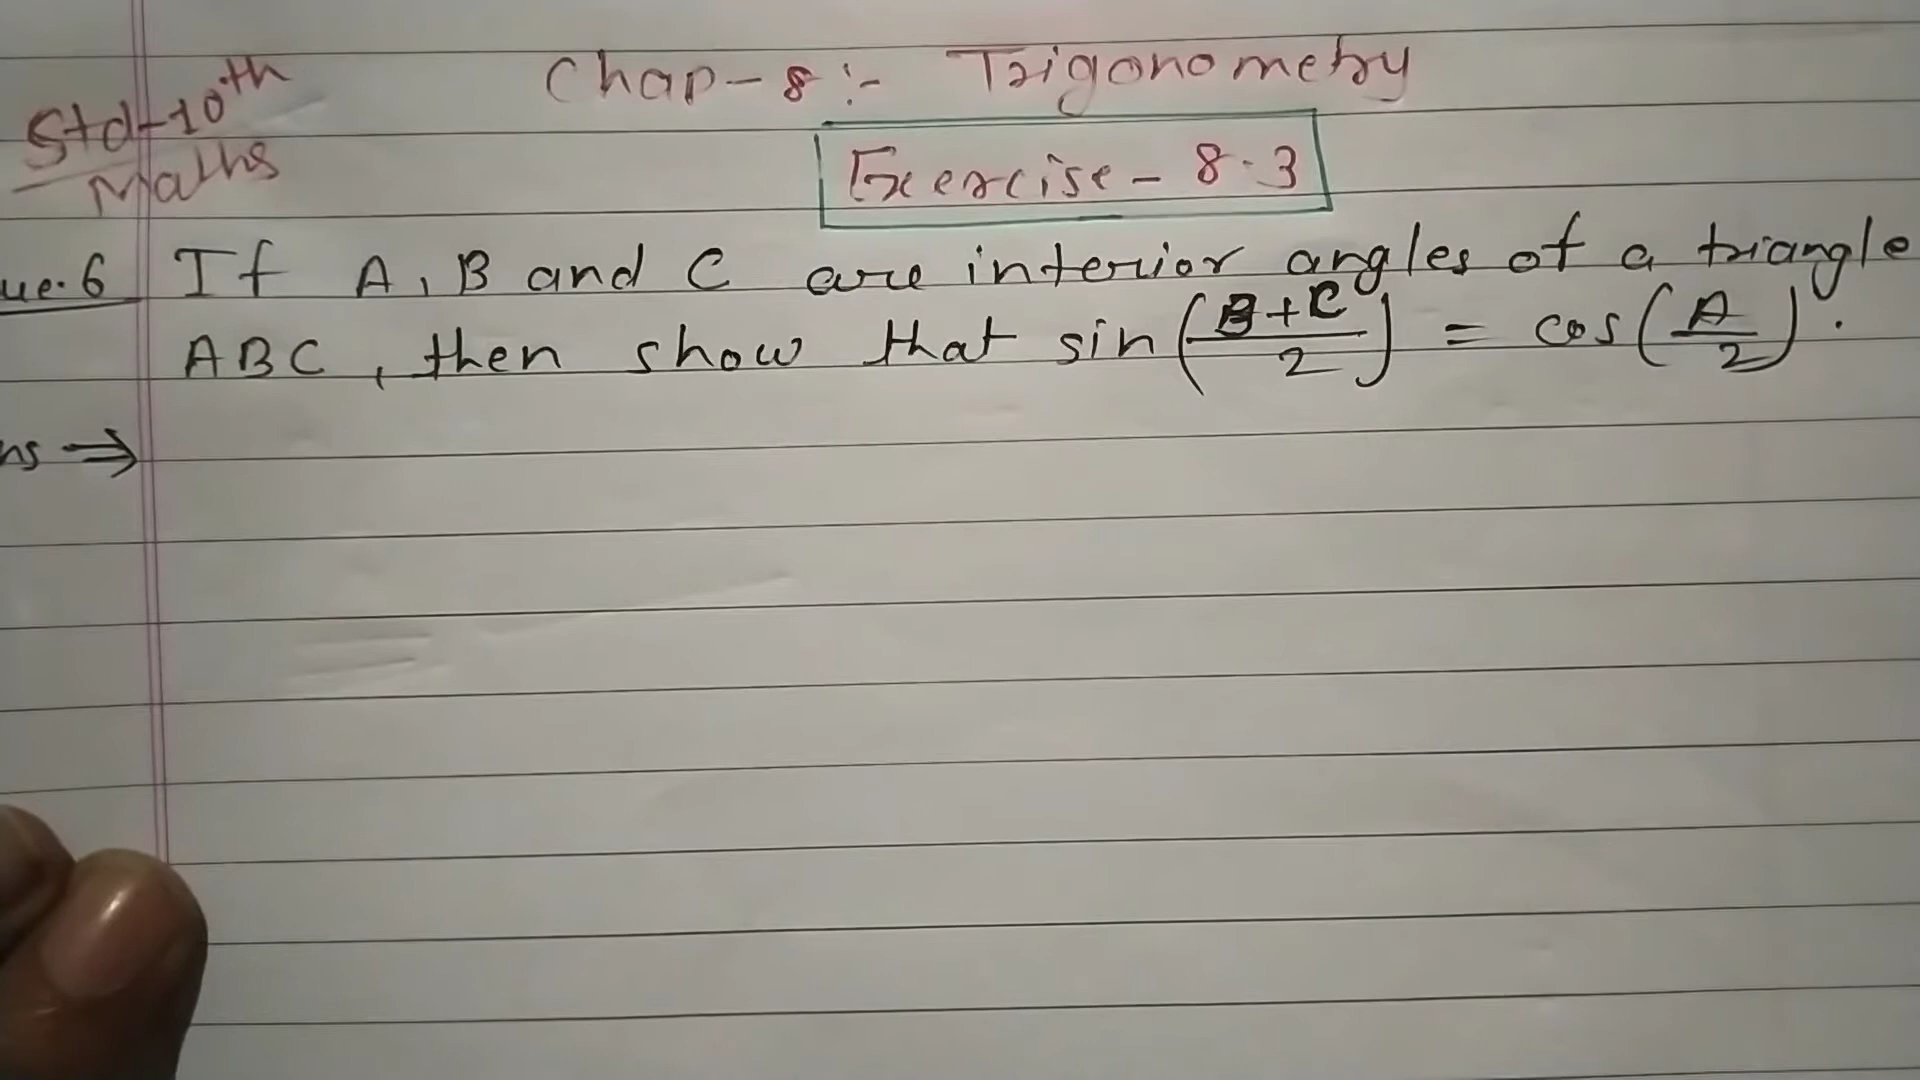 Chap-8:- Trigonometry
Std-10th
Maths
Exercise-8.3
ue.6 If A, B and C are interior angles of a triangle
ABC, then show that sin(B+C/2) = cos(A/2).
ns ⇒